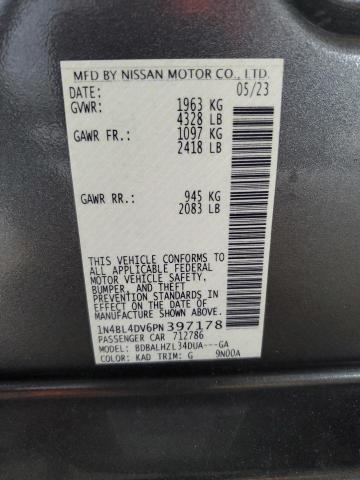 MFD BY NISSAN MOTOR CO., LTD.
DATE: 05/23
GVWR: 1963 KG
4328 LB
GAWR FR: 1097 KG
2418 LB
GAWR RR: 945 KG
2083 LB
THIS VEHICLE CONFORMS TO
ALL APPLICABLE FEDERAL
MOTOR VEHICLE SAFETY,
BUMPER, AND THEFT
PREVENTION STANDARDS IN
EFFECT ON THE DATE OF
MANUFACTURE SHOWN ABOVE.
1N4BL4DV6PN397178
PASSENGER CAR 712786
MODEL: BDBALHZL34DUA---GA
COLOR: KAD TRIM: G 9N00A